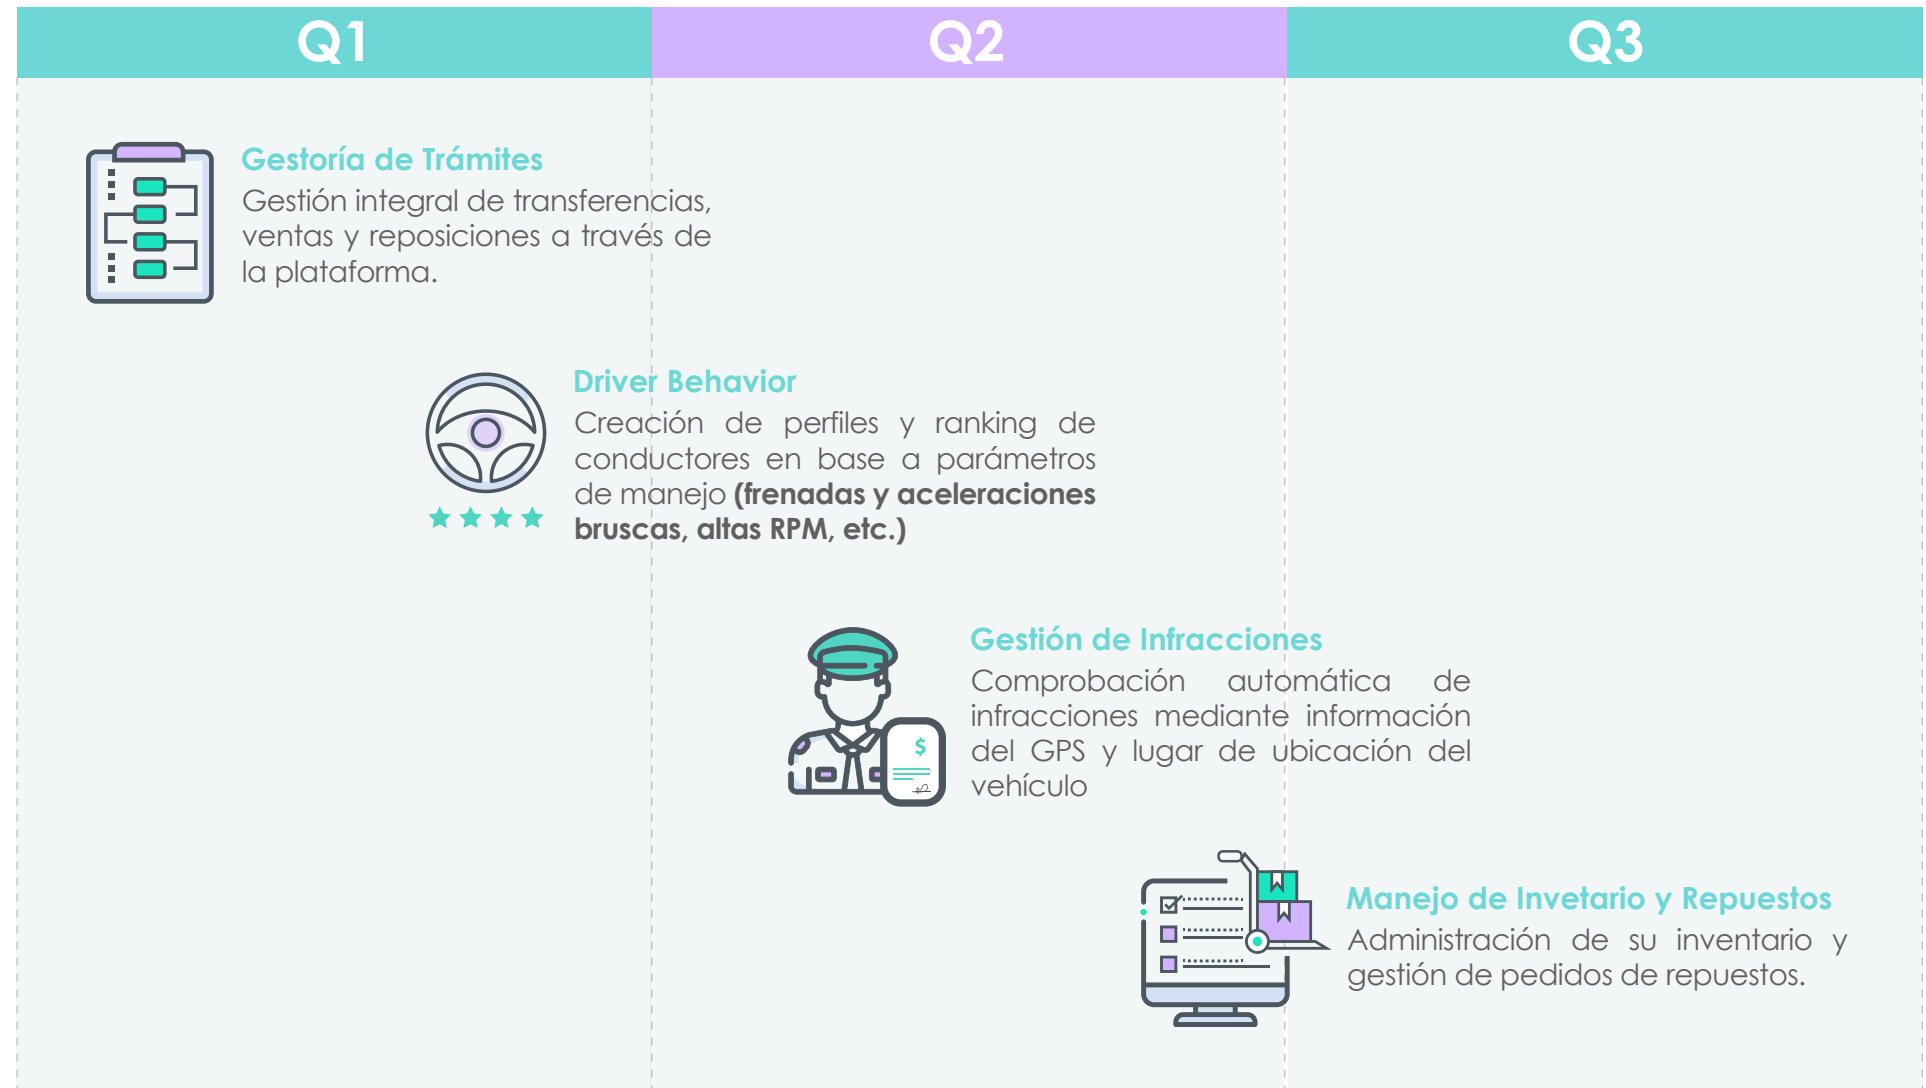 Q1
Q2
Q3
Gestoría de Trámites
Gestión integral de transferencias,
ventas y reposiciones a través de
la plataforma.
Driver Behavior
Creación de perfiles y ranking de
conductores en base a parámetros
de manejo (frenadas y aceleraciones
bruscas, altas RPM, etc.)
Gestión de Infracciones
Comprobación automática de
infracciones mediante información
del GPS y lugar de ubicación del
vehículo
$
Manejo de Invetario y Repuestos
Administración de su inventario y
gestión de pedidos de repuestos.